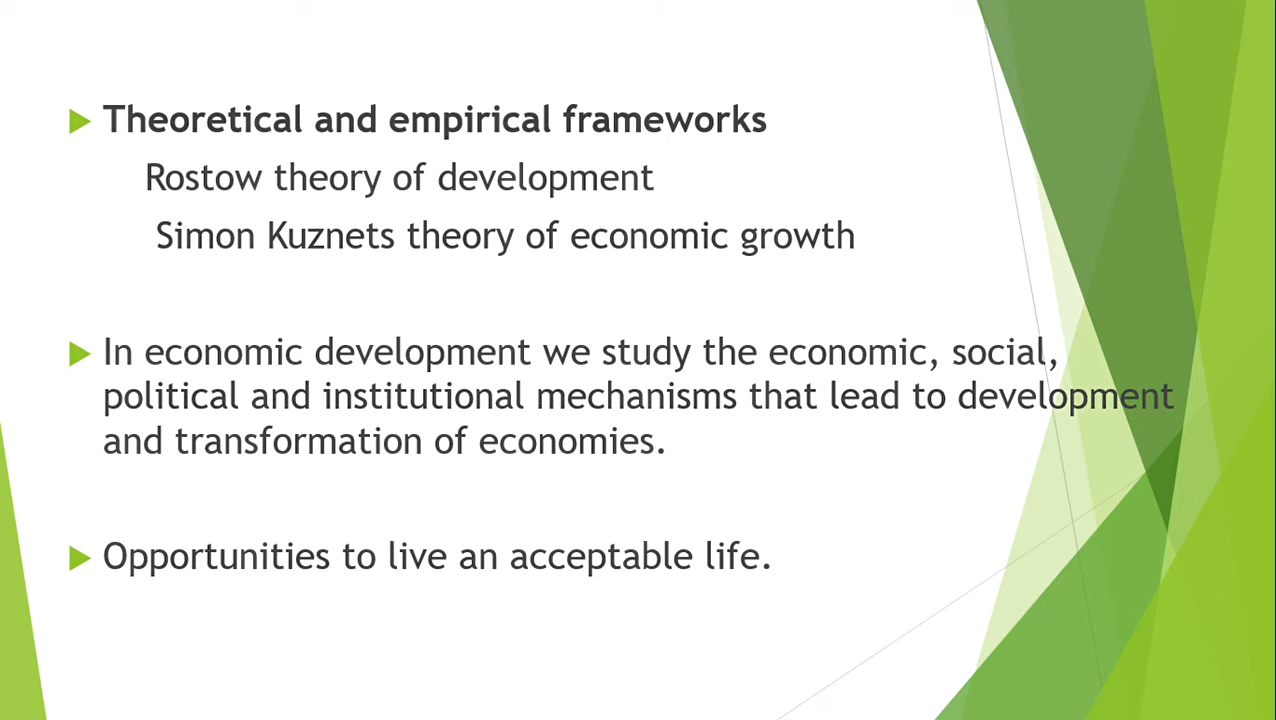 Theoretical and empirical frameworks
Rostow theory of development
Simon Kuznets theory of economic growth
In economic development we study the economic, social,
political and institutional mechanisms that lead to development
and transformation of economies.
Opportunities to live an acceptable life.